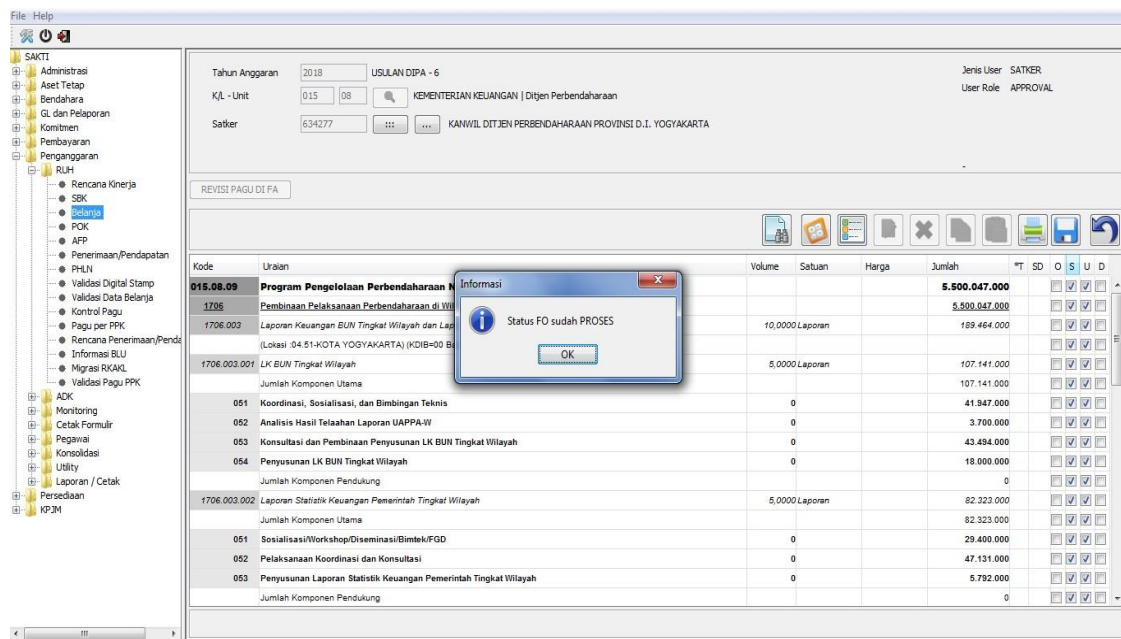 File Help
SAKTI
Administrasi
Aset Tetap
Bendahara
GL dan Pelaporan
Komitmen
Pembayaran
Penganggaran
RUH
Rencana Kinerja
SBK
Belanja
POK
AFP
Penerimaan/Pendapatan
PHLN
Validasi Digital Stamp
Validasi Data Belanja
Kontrol Pagu
Pagu per PPK
Rencana Penerimaan/Penda
Informasi BLU
Migrasi RKAKL
Validasi Pagu PPK
ADK
Monitoring
Cetak Formulir
Pegawai
Konsolidasi
Utility
Laporan / Cetak
Persediaan
KPJM
Tahun Anggaran 2018 USULAN DIPA - 6
Jenis User SATKER
K/L - Unit 015 08 KEMENTERIAN KEUANGAN | Ditjen Perbendaharaan
User Role APPROVAL
Satker 634277 ::: ... KANWIL DITJEN PERBENDAHARAAN PROVINSI D.I. YOGYAKARTA
-
REVISI PAGU DI FA
Kode Uraian Volume Satuan Harga Jumlah *T SD O S U D
015.08.09 Program Pengelolaan Perbendaharaan N 5.500.047.000
1706 Pembinaan Pelaksanaan Perbendaharaan di Wil 5.500.047.000
1706.003 Laporan Keuangan BUN Tingkat Wilayah dan Lap 10,0000 Laporan 189.464.000
(Lokasi :04.51-KOTA YOGYAKARTA) (KDIB=00 Ba
1706.003.001 LK BUN Tingkat Wilayah 5,0000 Laporan 107.141.000
Jumlah Komponen Utama 107.141.000
051 Koordinasi, Sosialisasi, dan Bimbingan Teknis 0 41.947.000
052 Analisis Hasil Telaahan Laporan UAPPA-W 0 3.700.000
053 Konsultasi dan Pembinaan Penyusunan LK BUN Tingkat Wilayah 0 43.494.000
054 Penyusunan LK BUN Tingkat Wilayah 0 18.000.000
Jumlah Komponen Pendukung 0
1706.003.002 Laporan Statistik Keuangan Pemerintah Tingkat Wilayah 5,0000 Laporan 82.323.000
Jumlah Komponen Utama 82.323.000
051 Sosialisasi/Workshop/Diseminasi/Bimtek/FGD 0 29.400.000
052 Pelaksanaan Koordinasi dan Konsultasi 0 47.131.000
053 Penyusunan Laporan Statistik Keuangan Pemerintah Tingkat Wilayah 0 5.792.000
Jumlah Komponen Pendukung 0
Informasi
Status FO sudah PROSES
OK